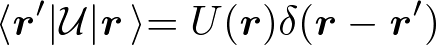 ⟨r′|𝒰|r⟩= U(r)δ(r − r′)